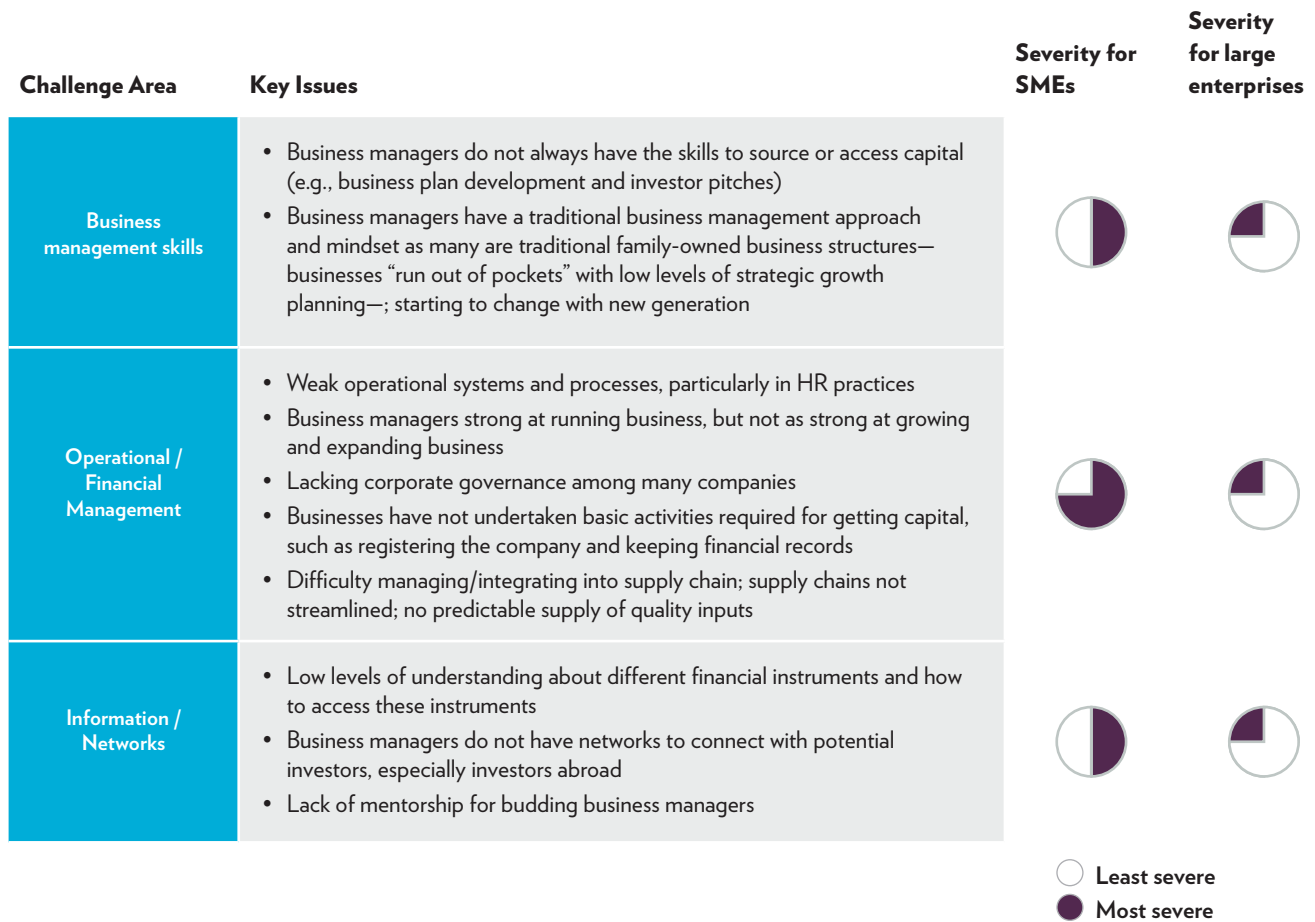 Challenge Area
Key Issues
Severity for
SMEs
Severity
for large
enterprises
Business
management skills
• Business managers do not always have the skills to source or access capital
(e.g., business plan development and investor pitches)
• Business managers have a traditional business management approach
and mindset as many are traditional family-owned business structures—
businesses “run out of pockets” with low levels of strategic growth
planning—; starting to change with new generation
Operational /
Financial
Management
• Weak operational systems and processes, particularly in HR practices
• Business managers strong at running business, but not as strong at growing
and expanding business
• Lacking corporate governance among many companies
• Businesses have not undertaken basic activities required for getting capital,
such as registering the company and keeping financial records
• Difficulty managing/integrating into supply chain; supply chains not
streamlined; no predictable supply of quality inputs
Information /
Networks
• Low levels of understanding about different financial instruments and how
to access these instruments
• Business managers do not have networks to connect with potential
investors, especially investors abroad
• Lack of mentorship for budding business managers
Least severe
Most severe